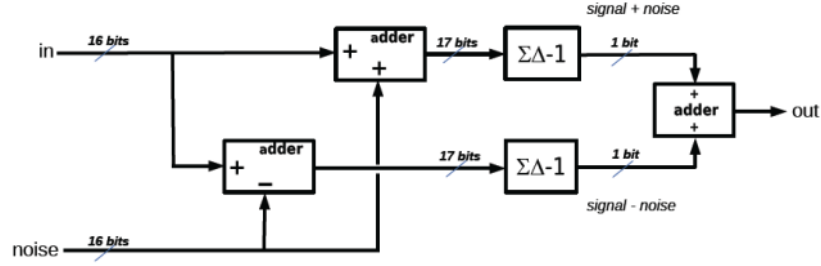 signal + noise
in
16 bits
+
adder
+
17 bits
ΣΔ-1
1 bit
+
adder
+
out
+
adder
−
17 bits
ΣΔ-1
1 bit
signal - noise
noise
16 bits